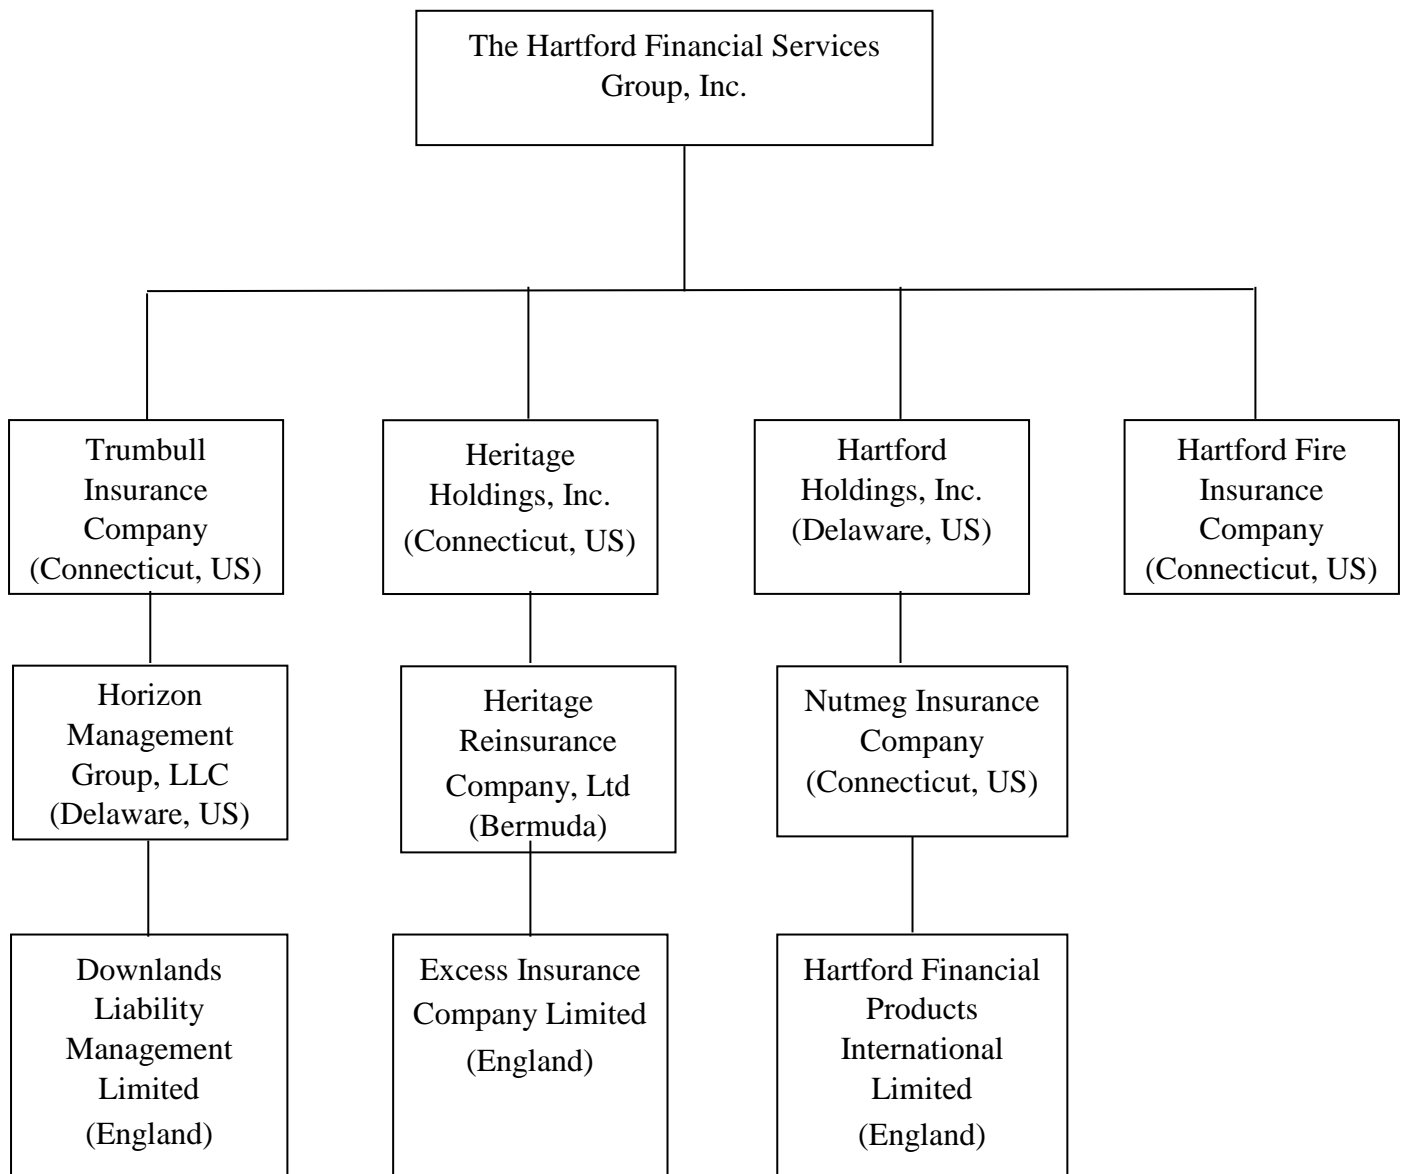 The Hartford Financial Services
Group, Inc.
Trumbull
Insurance
Company
(Connecticut, US)
Heritage
Holdings, Inc.
(Connecticut, US)
Hartford
Holdings, Inc.
(Delaware, US)
Hartford Fire
Insurance
Company
(Connecticut, US)
Horizon
Management
Group, LLC
(Delaware, US)
Heritage
Reinsurance
Company, Ltd
(Bermuda)
Nutmeg Insurance
Company
(Connecticut, US)
Downlands
Liability
Management
Limited
(England)
Excess Insurance
Company Limited
(England)
Hartford Financial
Products
International
Limited
(England)